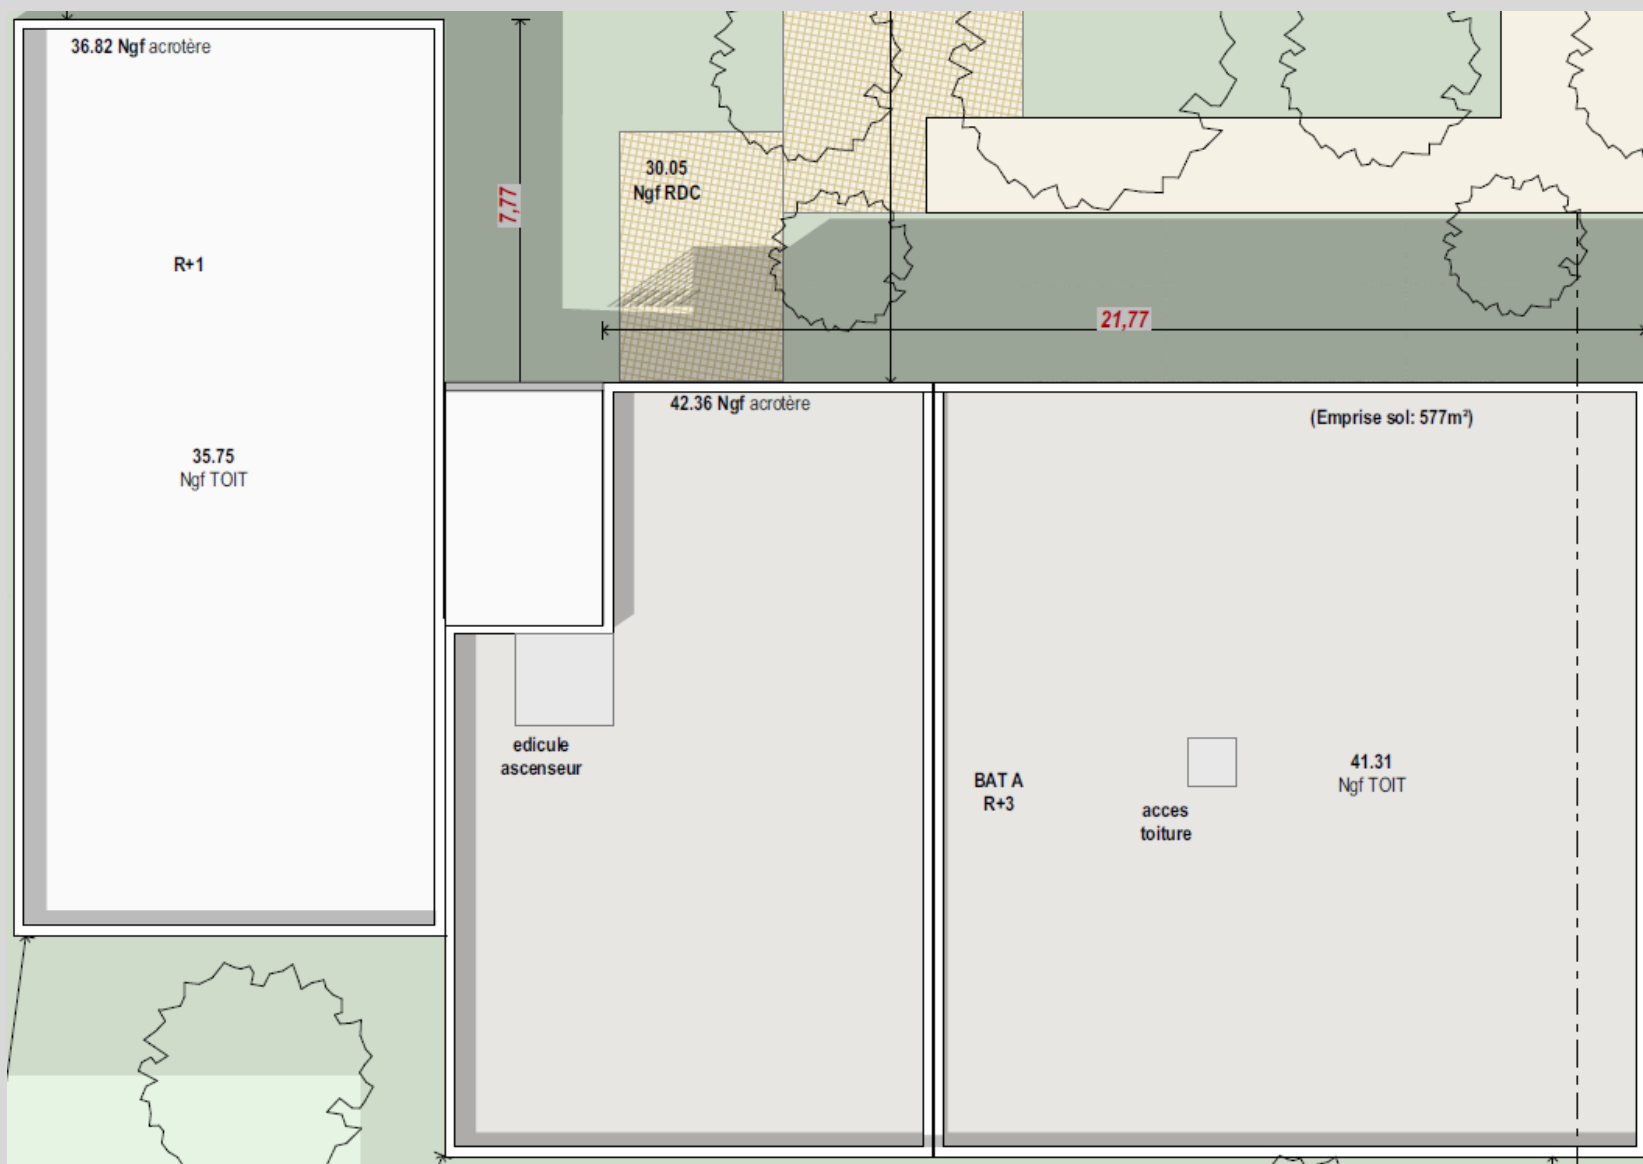 36.82 Ngf acrotère
30.05
Ngf RDC
7,77
R+1
21,77
42.36 Ngf acrotère
(Emprise sol: 577m²)
35.75
Ngf TOIT
edicule
ascenseur
BAT A
R+3
acces
toiture
41.31
Ngf TOIT